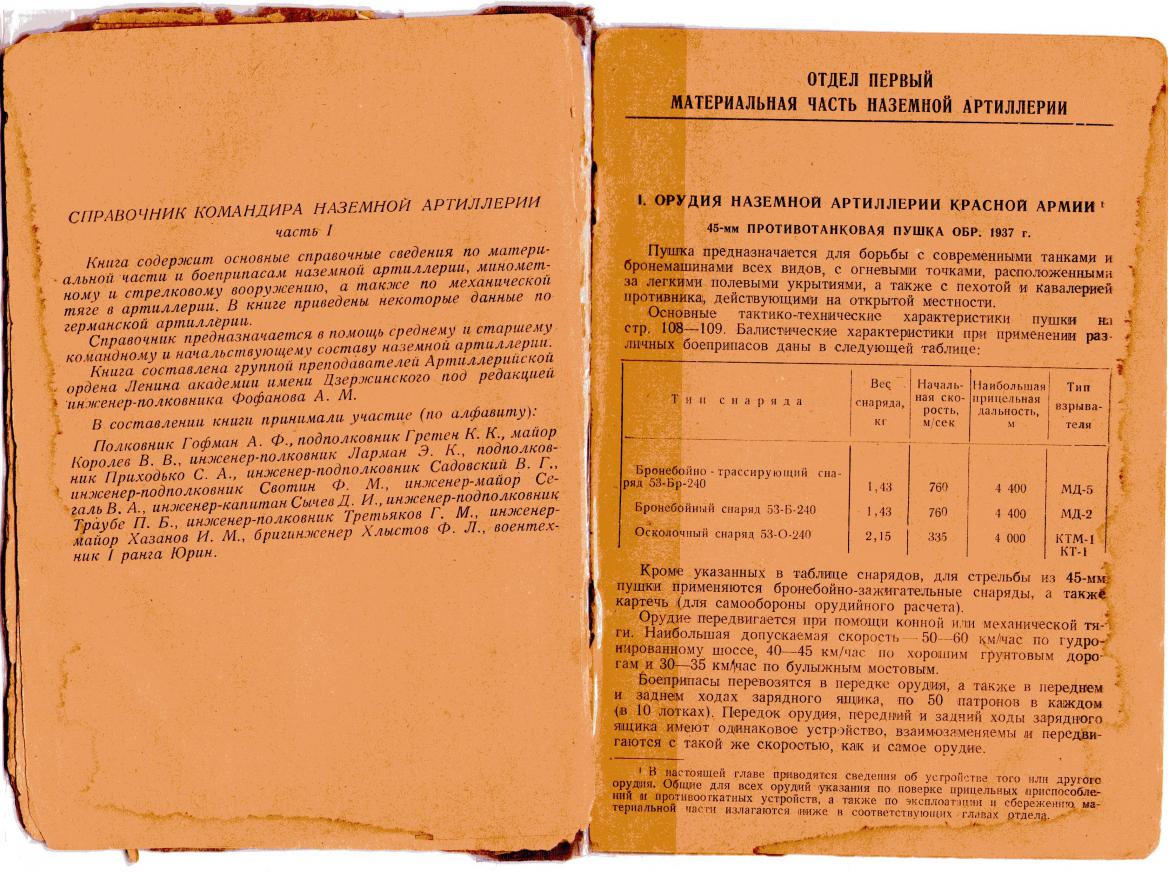 СПРАВОЧНИК КОМАНДИРА НАЗЕМНОЙ АРТИЛЛЕРИИ
часть I
Книга содержит основные справочные сведения по матери-
альной части и боеприпасам наземной артиллерии, миномет-
ному и стрелковому вооружению, а также по механической
тяге в артиллерии. В книге приведены некоторые данные по
германской артиллерии.
Справочник предназначается в помощь среднему и старшему
командному и начальствующему составу наземной артиллерии.
Книга составлена группой преподавателей Артиллерийской
ордена Ленина академии имени Дзержинского под редакцией
инженер-полковника Фофанова А. М.
В составлении книги принимали участие (по алфавиту):
Полковник Гофман А. Ф., подполковник Гретен К. К., майор
Королев В. В., инженер-полковник Ларман Э. К., подполков-
ник Приходько С. А., инженер-подполковник Садовский В. Г.,
инженер-подполковник Свотин Ф. М., инженер-майор Се-
галь В. А., инженер-капитан Сычев Д. И., инженер-подполковник
Траубе П. Б., инженер-полковник Третьяков Г. М., инженер-
майор Хазанов И. М., бригинженер Хлыстов Ф. Л., воентех-
ник I ранга Юрин.
ОТДЕЛ ПЕРВЫЙ
МАТЕРИАЛЬНАЯ ЧАСТЬ НАЗЕМНОЙ АРТИЛЛЕРИИ
I. ОРУДИЯ НАЗЕМНОЙ АРТИЛЛЕРИИ КРАСНОЙ АРМИИ ¹
45-мм ПРОТИВОТАНКОВАЯ ПУШКА ОБР. 1937 г.
Пушка предназначается для борьбы с современными танками и
бронемашинами всех видов, с огневыми точками, расположенными
за легкими полевыми укрытиями, а также с пехотой и кавалерией
противника, действующими на открытой местности.
Основные тактико-технические характеристики пушки на
стр. 108—109. Балистические характеристики при применении раз-
личных боеприпасов даны в следующей таблице:
Тип снаряда | Вес снаряда, кг | Началь-ная ско-рость, м/сек | Наибольшая прицельная дальность, м | Тип взрыва-теля
Бронебойно-трассирующий сна-
ряд 53-Бр-240 | 1,43 | 760 | 4 400 | МД-5
Бронебойный снаряд 53-Б-240 | 1,43 | 760 | 4 400 | МД-2
Осколочный снаряд 53-О-240 | 2,15 | 335 | 4 000 | КТМ-1
КТ-1
Кроме указанных в таблице снарядов, для стрельбы из 45-мм
пушки применяются бронебойно-зажигательные снаряды, а также
картечь (для самообороны орудийного расчета).
Орудие передвигается при помощи конной или механической тя-
ги. Наибольшая допускаемая скорость — 50—60 км/час по гудро-
нированному шоссе, 40—45 км/час по хорошим грунтовым доро-
гам и 30—35 км/час по булыжным мостовым.
Боеприпасы перевозятся в передке орудия, а также в переднем
и заднем ходах зарядного ящика, по 50 патронов в каждом
(в 10 лотках). Передок орудия, передний и задний ходы зарядного
ящика имеют одинаковое устройство, взаимозаменяемы и передви-
гаются с такой же скоростью, как и самое орудие.
¹ В настоящей главе приводятся сведения об устройстве того или другого
орудия. Общие для всех орудий указания по поверке прицельных приспособле-
ний и противооткатных устройств, а также по эксплоатации и сбережению ма-
териальной части излагаются ниже в соответствующих главах отдела.